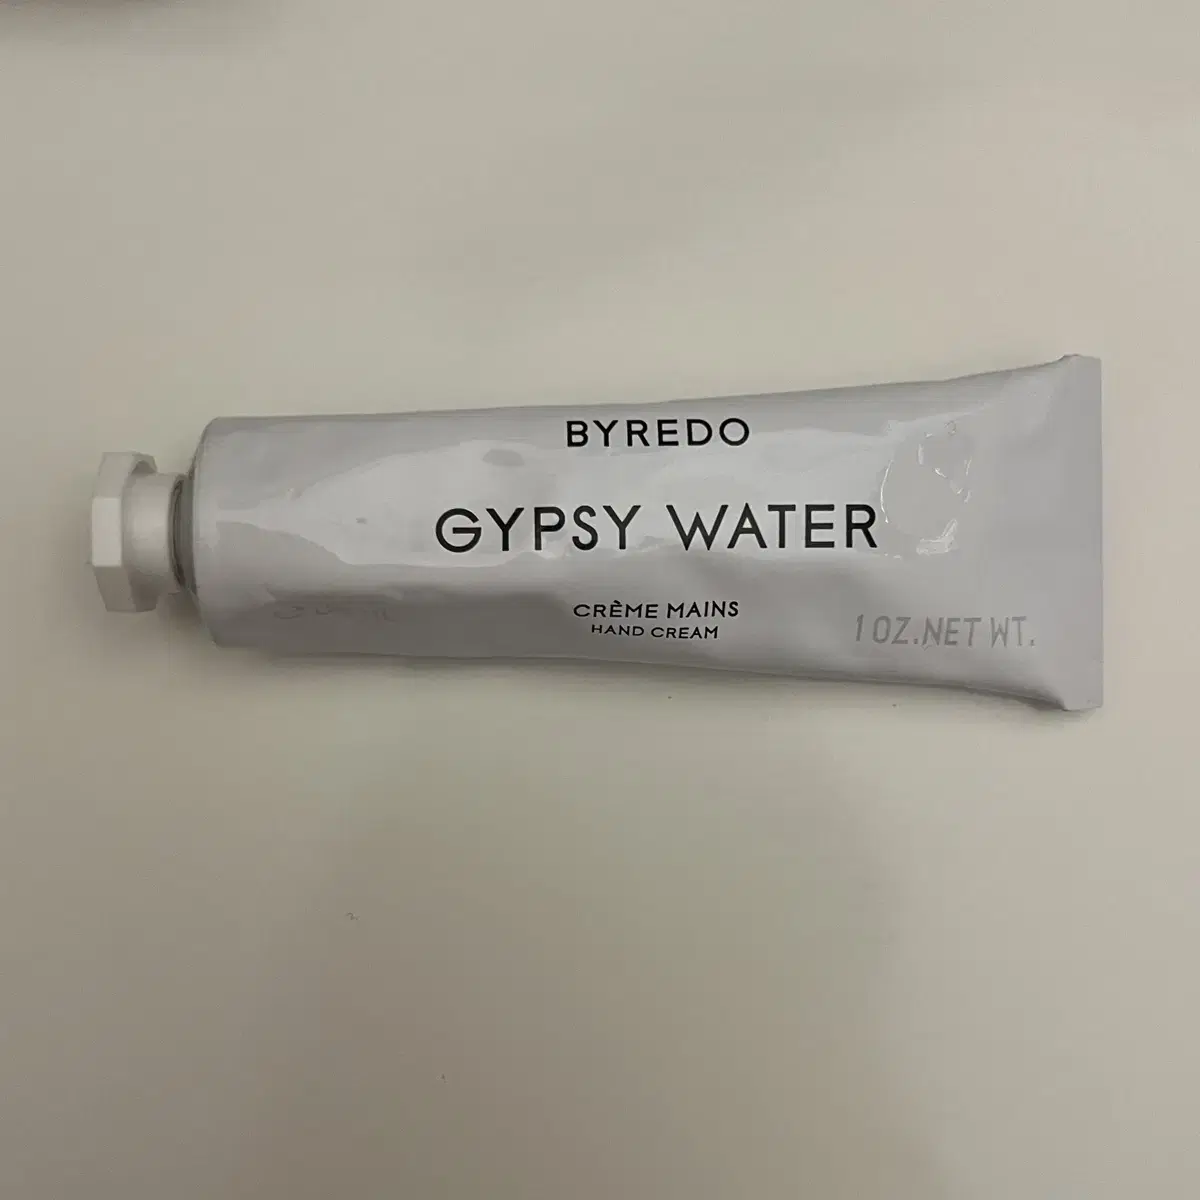 BYREDO
GYPSY WATER
CRÈME MAINS
HAND CREAM
1 OZ.NET WT.